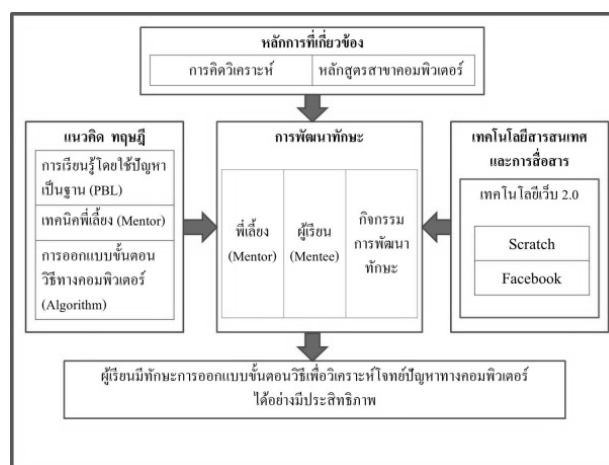 หลักการที่เกี่ยวข้อง
การคิดวิเคราะห์
หลักสูตรสาขาคอมพิวเตอร์
แนวคิด ทฤษฎี
การเรียนรู้โดยใช้ปัญหา
เป็นฐาน (PBL)
เทคนิคพี่เลี้ยง (Mentor)
การออกแบบขั้นตอน
วิธีทางคอมพิวเตอร์
(Algorithm)
การพัฒนาทักษะ
พี่เลี้ยง
(Mentor)
ผู้เรียน
(Mentee)
กิจกรรม
การพัฒนา
ทักษะ
เทคโนโลยีสารสนเทศ
และการสื่อสาร
เทคโนโลยีเว็บ 2.0
Scratch
Facebook
ผู้เรียนมีทักษะการออกแบบขั้นตอนวิธีเพื่อวิเคราะห์โจทย์ปัญหาทางคอมพิวเตอร์
ได้อย่างมีประสิทธิภาพ